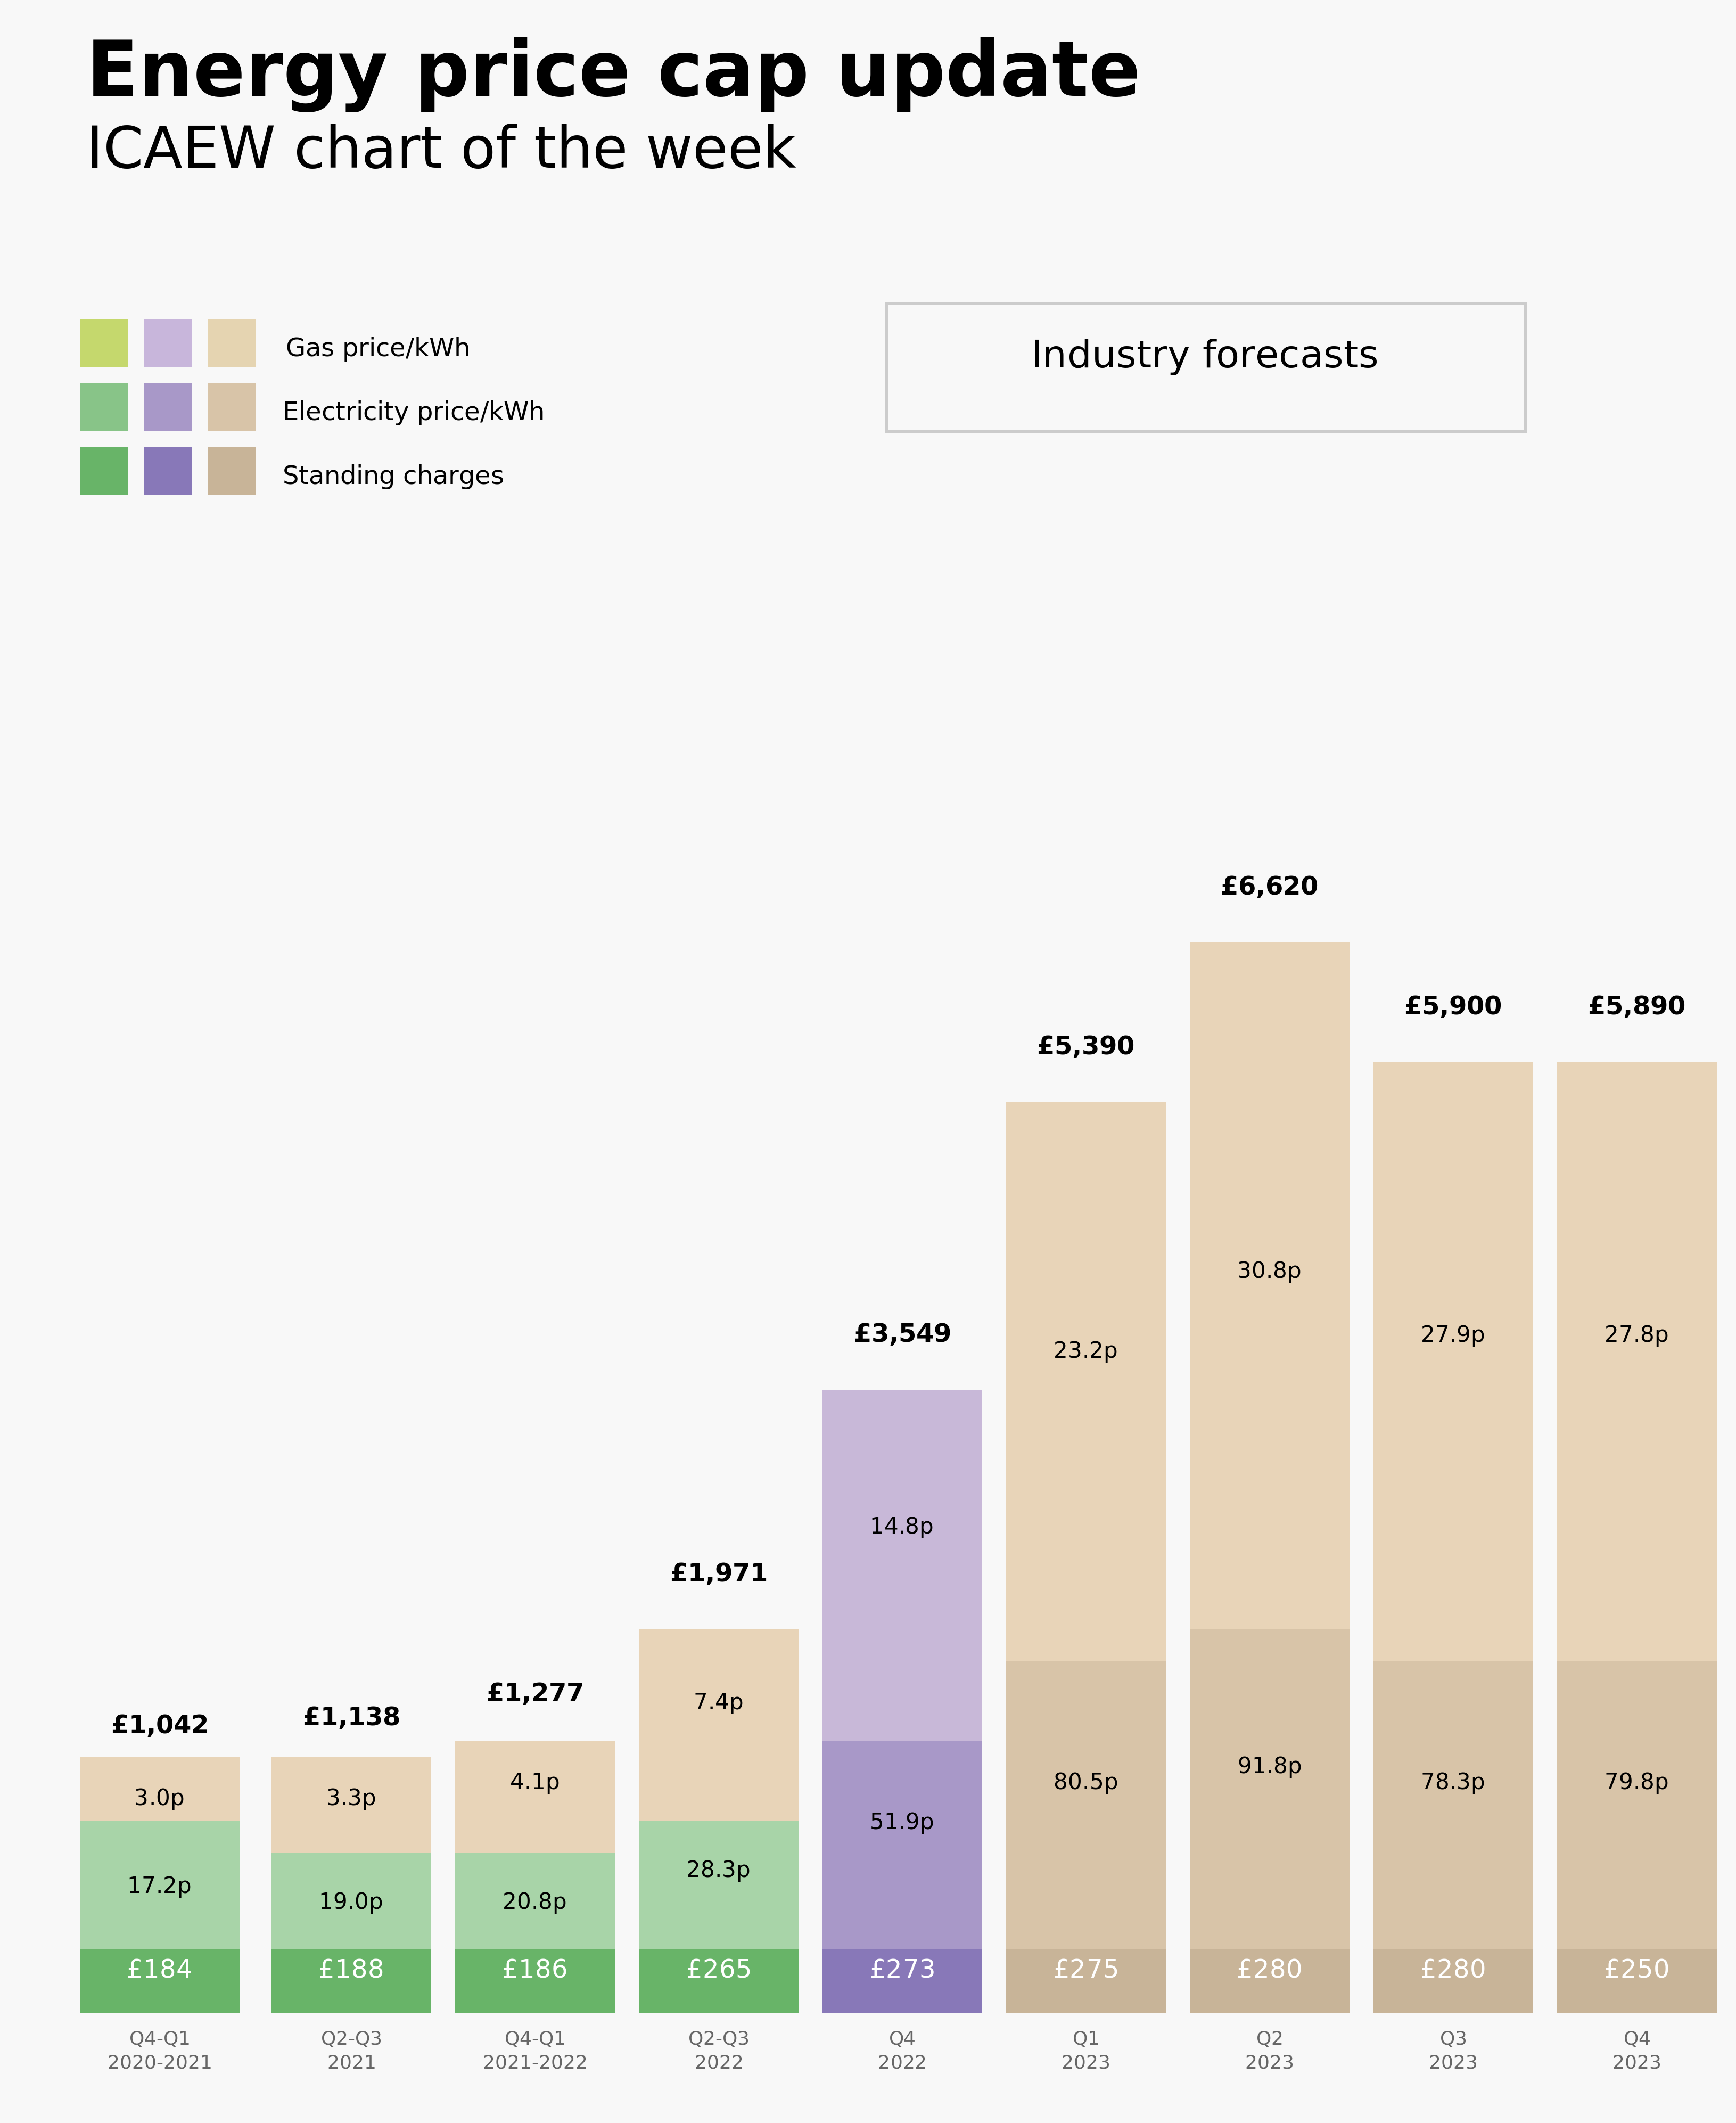 Energy price cap update
ICAEW chart of the week
Gas price/kWh
Electricity price/kWh
Standing charges
Industry forecasts
£1,042
3.0p
17.2p
£184
Q4-Q1
2020-2021
£1,138
3.3p
19.0p
£188
Q2-Q3
2021
£1,277
4.1p
20.8p
£186
Q4-Q1
2021-2022
£1,971
7.4p
28.3p
£265
Q2-Q3
2022
£3,549
14.8p
51.9p
£273
Q4
2022
£5,390
23.2p
80.5p
£275
Q1
2023
£6,620
30.8p
91.8p
£280
Q2
2023
£5,900
27.9p
78.3p
£280
Q3
2023
£5,890
27.8p
79.8p
£250
Q4
2023